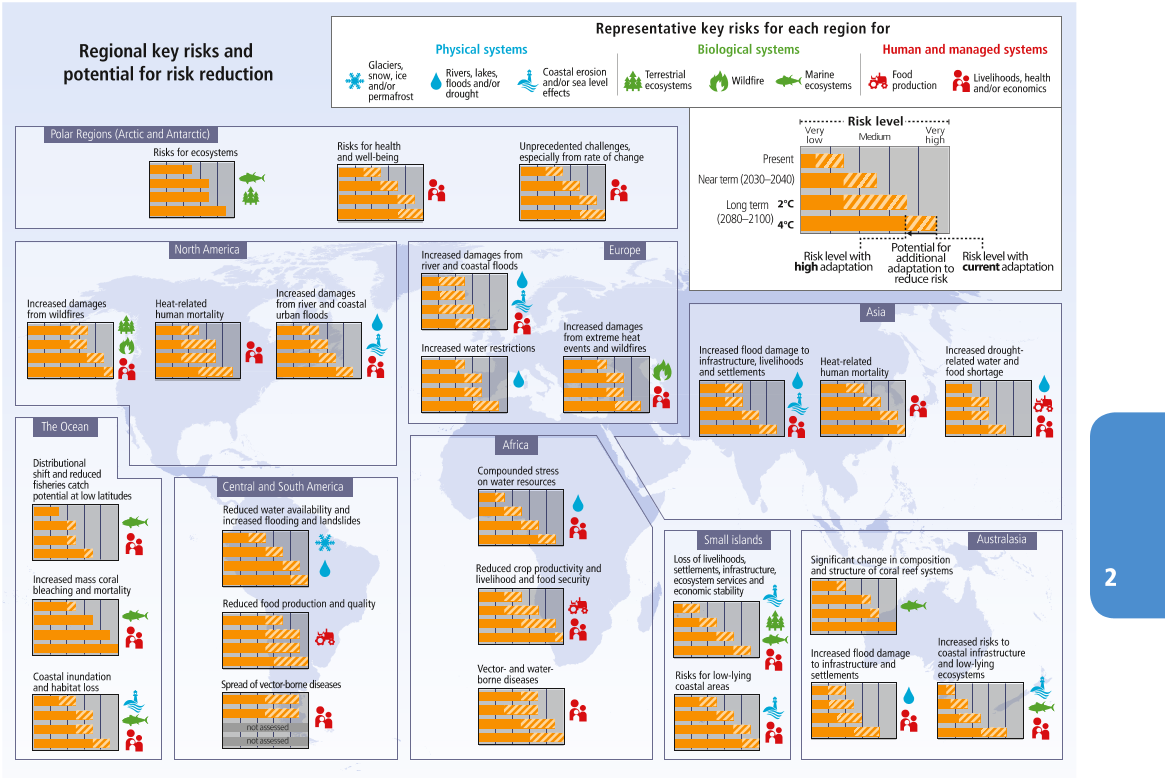 Regional key risks and
potential for risk reduction
Representative key risks for each region for
Physical systems
Biological systems
Human and managed systems
Glaciers,
snow, ice
and/or
permafrost
Rivers, lakes,
floods and/or
drought
Coastal erosion
and/or sea level
effects
Terrestrial
ecosystems
Wildfire
Marine
ecosystems
Food
production
Livelihoods, health
and/or economics
Risk level
Very
low
Medium
Very
high
Present
Near term (2030–2040)
Long term
(2080–2100)
2°C
4°C
Risk level with
high adaptation
Potential for
additional
adaptation to
reduce risk
Risk level with
current adaptation
Polar Regions (Arctic and Antarctic)
Risks for ecosystems
Risks for health
and well-being
Unprecedented challenges,
especially from rate of change
North America
Increased damages
from wildfires
Heat-related
human mortality
Increased damages
from river and coastal
urban floods
Europe
Increased damages from
river and coastal floods
Increased water restrictions
Increased damages
from extreme heat
events and wildfires
Asia
Increased flood damage to
infrastructure, livelihoods
and settlements
Heat-related
human mortality
Increased drought-
related water and
food shortage
The Ocean
Distributional
shift and reduced
fisheries catch
potential at low latitudes
Increased mass coral
bleaching and mortality
Coastal inundation
and habitat loss
Central and South America
Reduced water availability and
increased flooding and landslides
Reduced food production and quality
Spread of vector-borne diseases
not assessed
not assessed
Africa
Compounded stress
on water resources
Reduced crop productivity and
livelihood and food security
Vector- and water-
borne diseases
Small islands
Loss of livelihoods,
settlements, infrastructure,
ecosystem services and
economic stability
Risks for low-lying
coastal areas
Australasia
Significant change in composition
and structure of coral reef systems
Increased flood damage
to infrastructure and
settlements
Increased risks to
coastal infrastructure
and low-lying
ecosystems
2